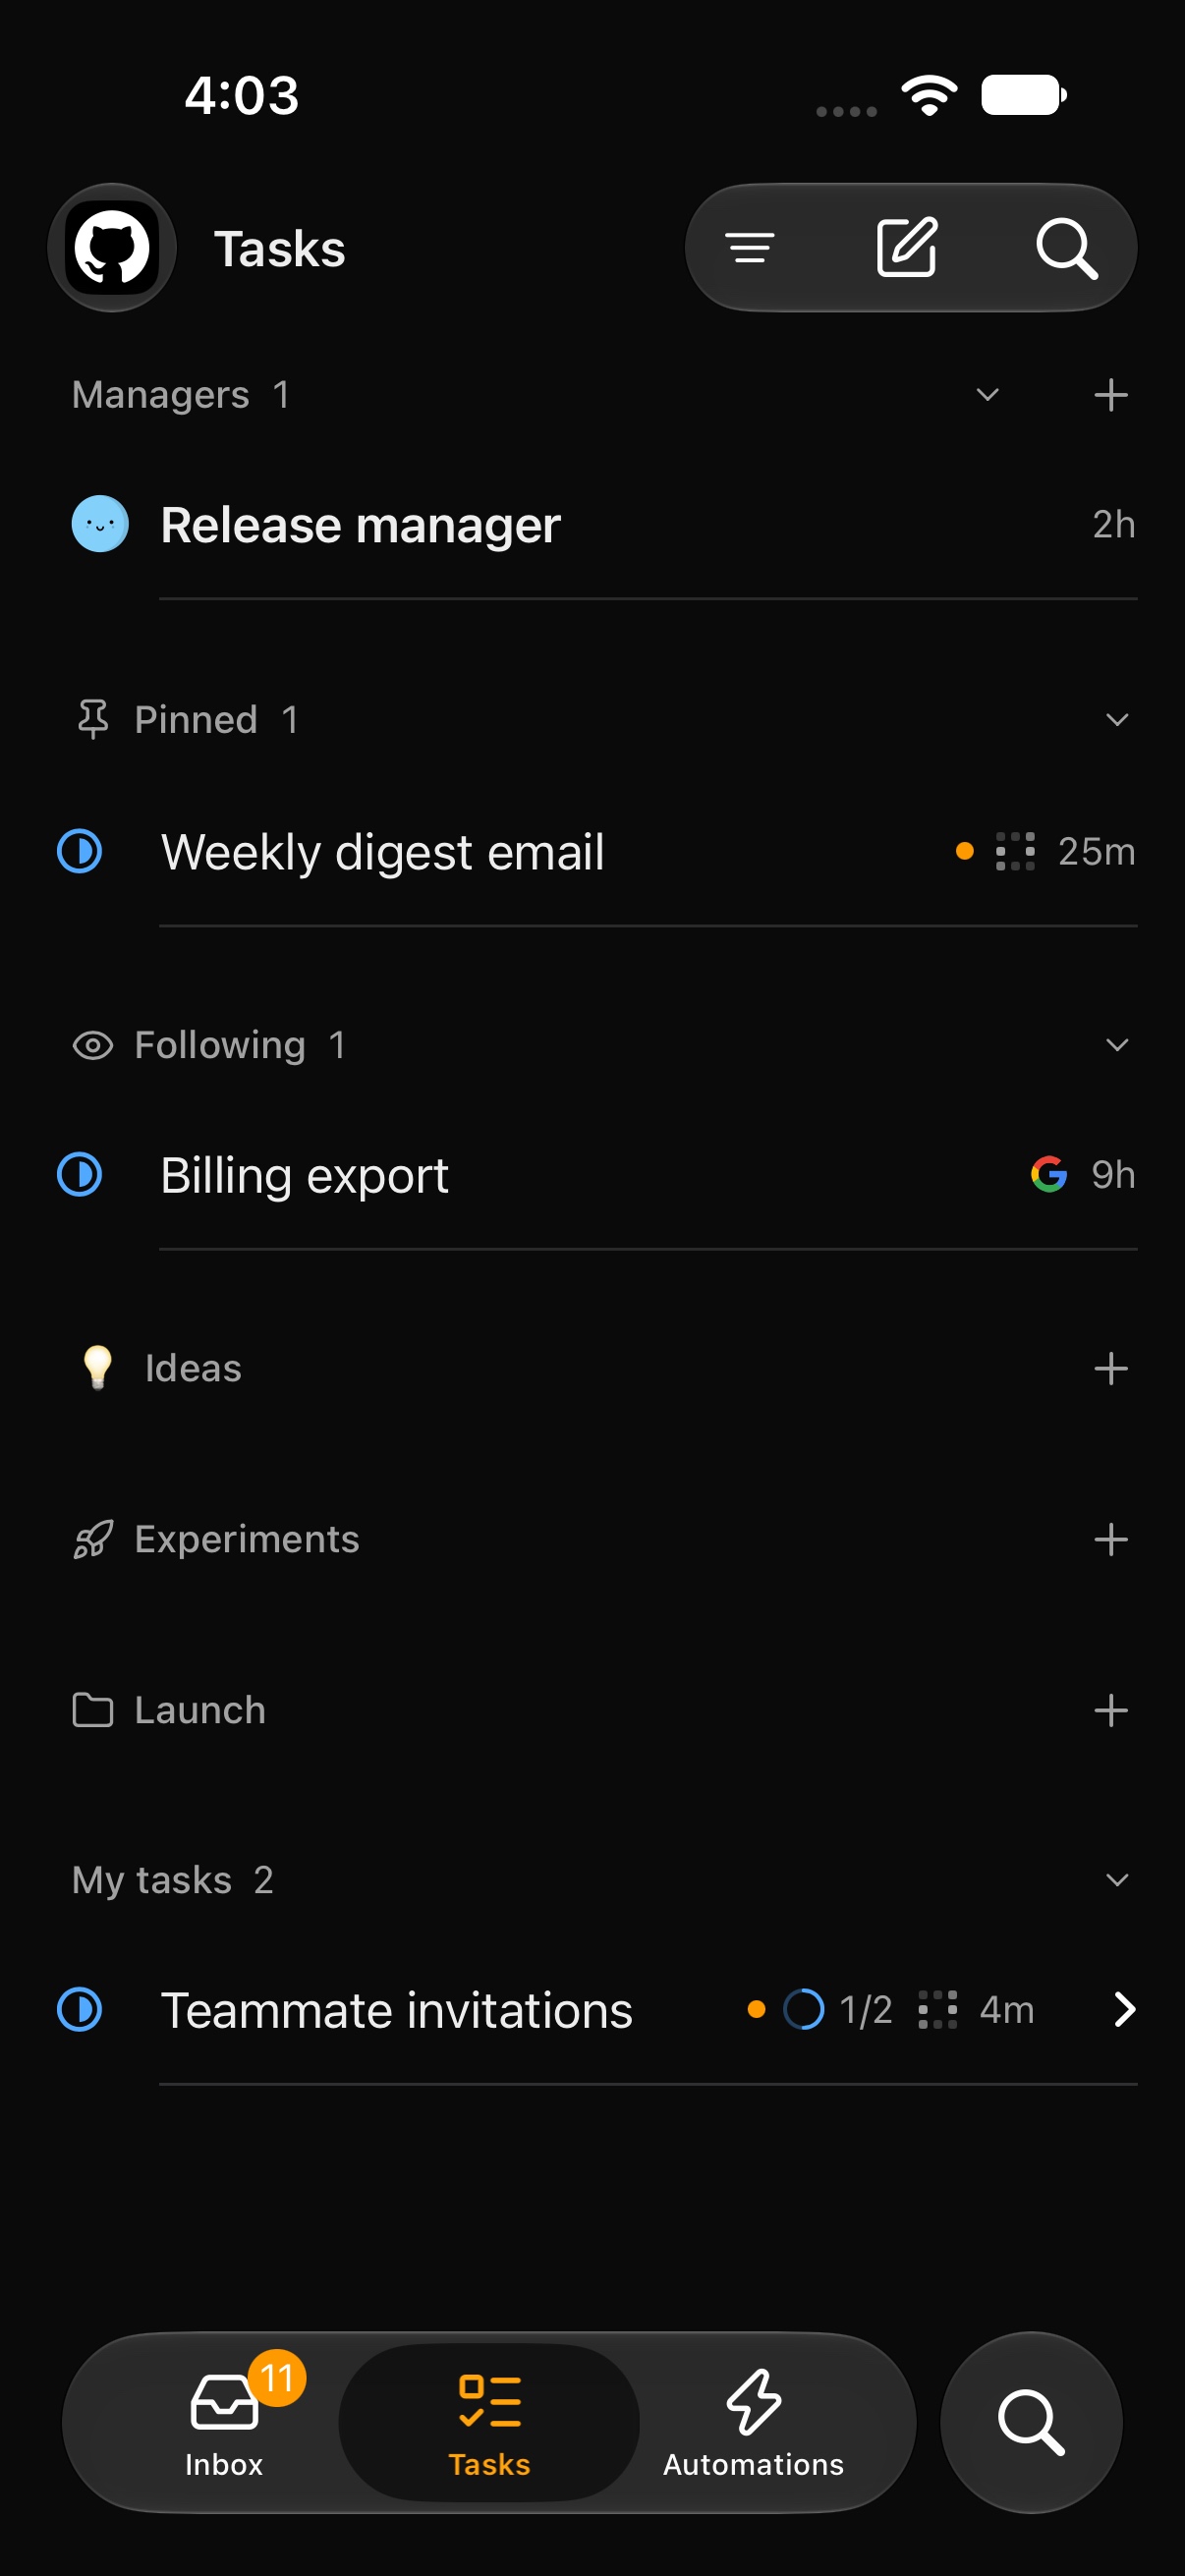 4:03
Tasks
Managers 1
Release manager 2h
Pinned 1
Weekly digest email 25m
Following 1
Billing export 9h
Ideas
Experiments
Launch
My tasks 2
Teammate invitations 1/2 4m
11
Inbox Tasks Automations